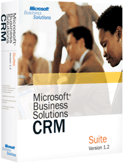 Microsoft
Business
Solutions
Microsoft
Business
Solutions
CRM
Suite
Version 1.2